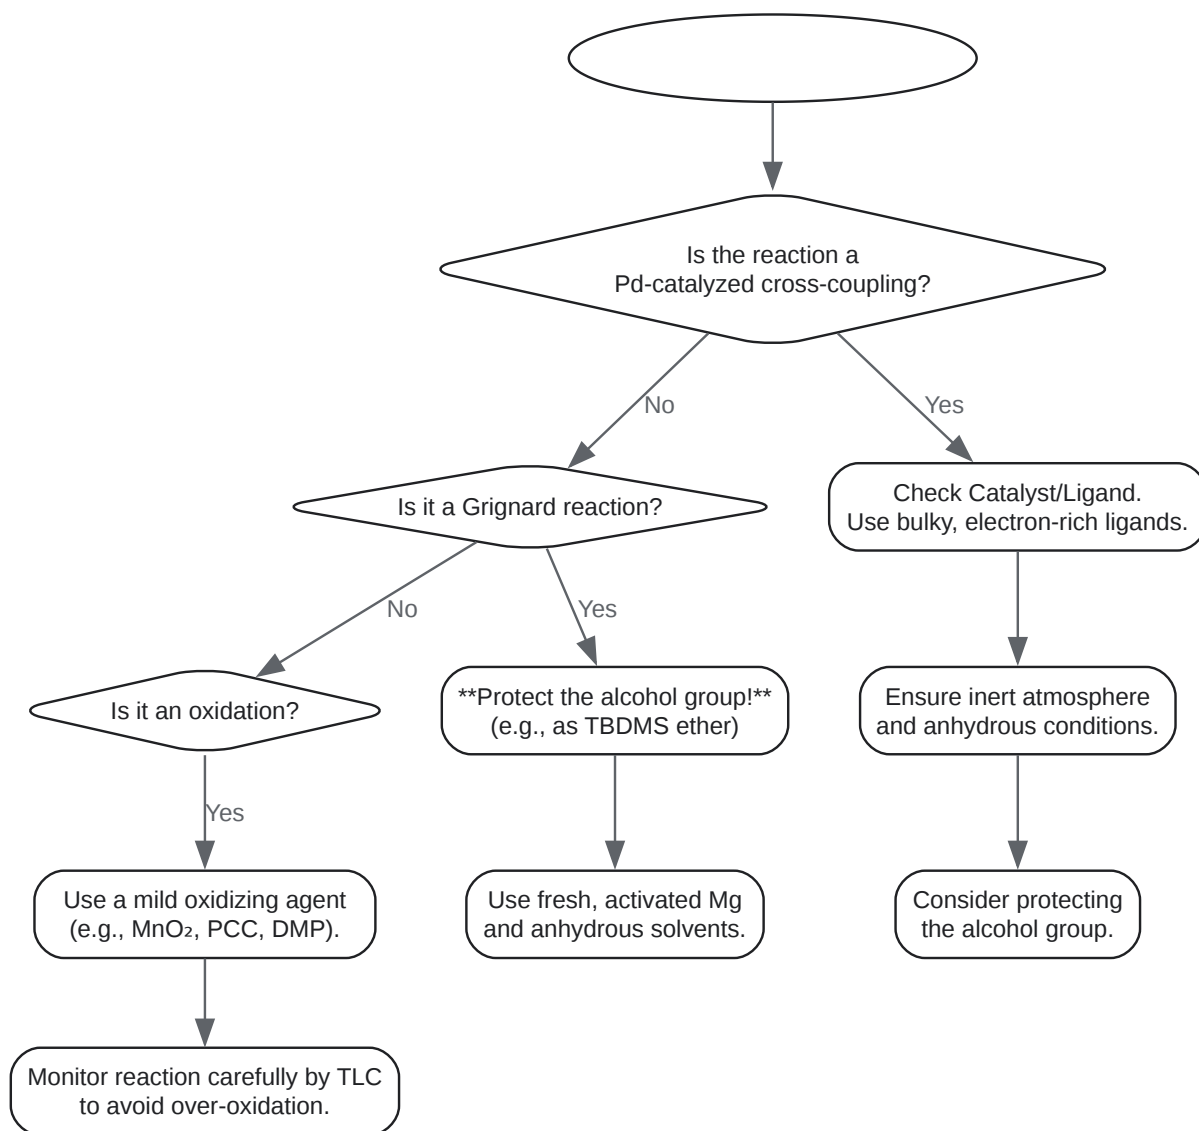 Is the reaction a
Pd-catalyzed cross-coupling?
No
Yes
Is it a Grignard reaction?
Check Catalyst/Ligand.
Use bulky, electron-rich ligands.
No
Yes
Is it an oxidation?
**Protect the alcohol group!**
(e.g., as TBDMS ether)
Ensure inert atmosphere
and anhydrous conditions.
Yes
Use a mild oxidizing agent
(e.g., MnO₂, PCC, DMP).
Use fresh, activated Mg
and anhydrous solvents.
Consider protecting
the alcohol group.
Monitor reaction carefully by TLC
to avoid over-oxidation.